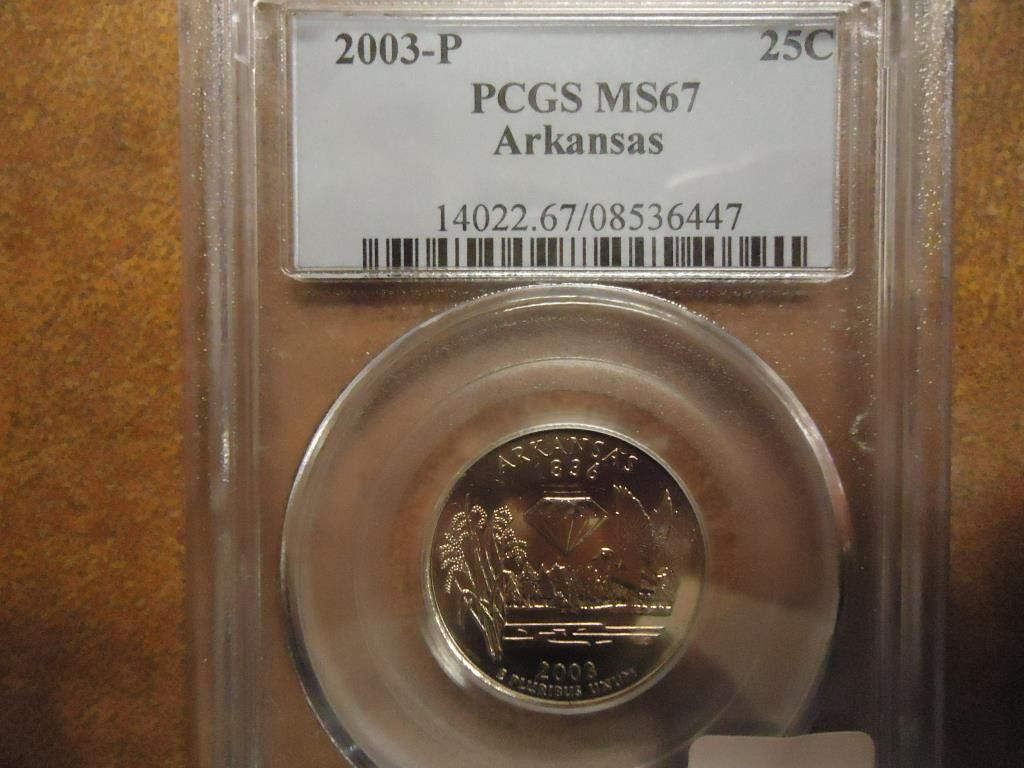 2003-P 25C
PCGS MS67
Arkansas
14022.67/08536447
ARKANSAS
1836
2003
E PLURIBUS UNUM